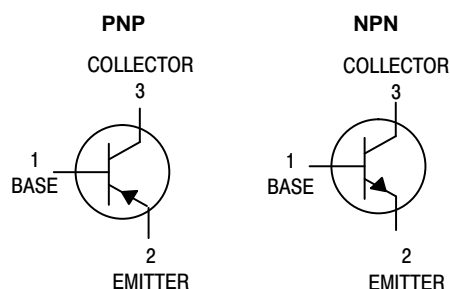 PNP
COLLECTOR
3
1
BASE
2
EMITTER
NPN
COLLECTOR
3
1
BASE
2
EMITTER